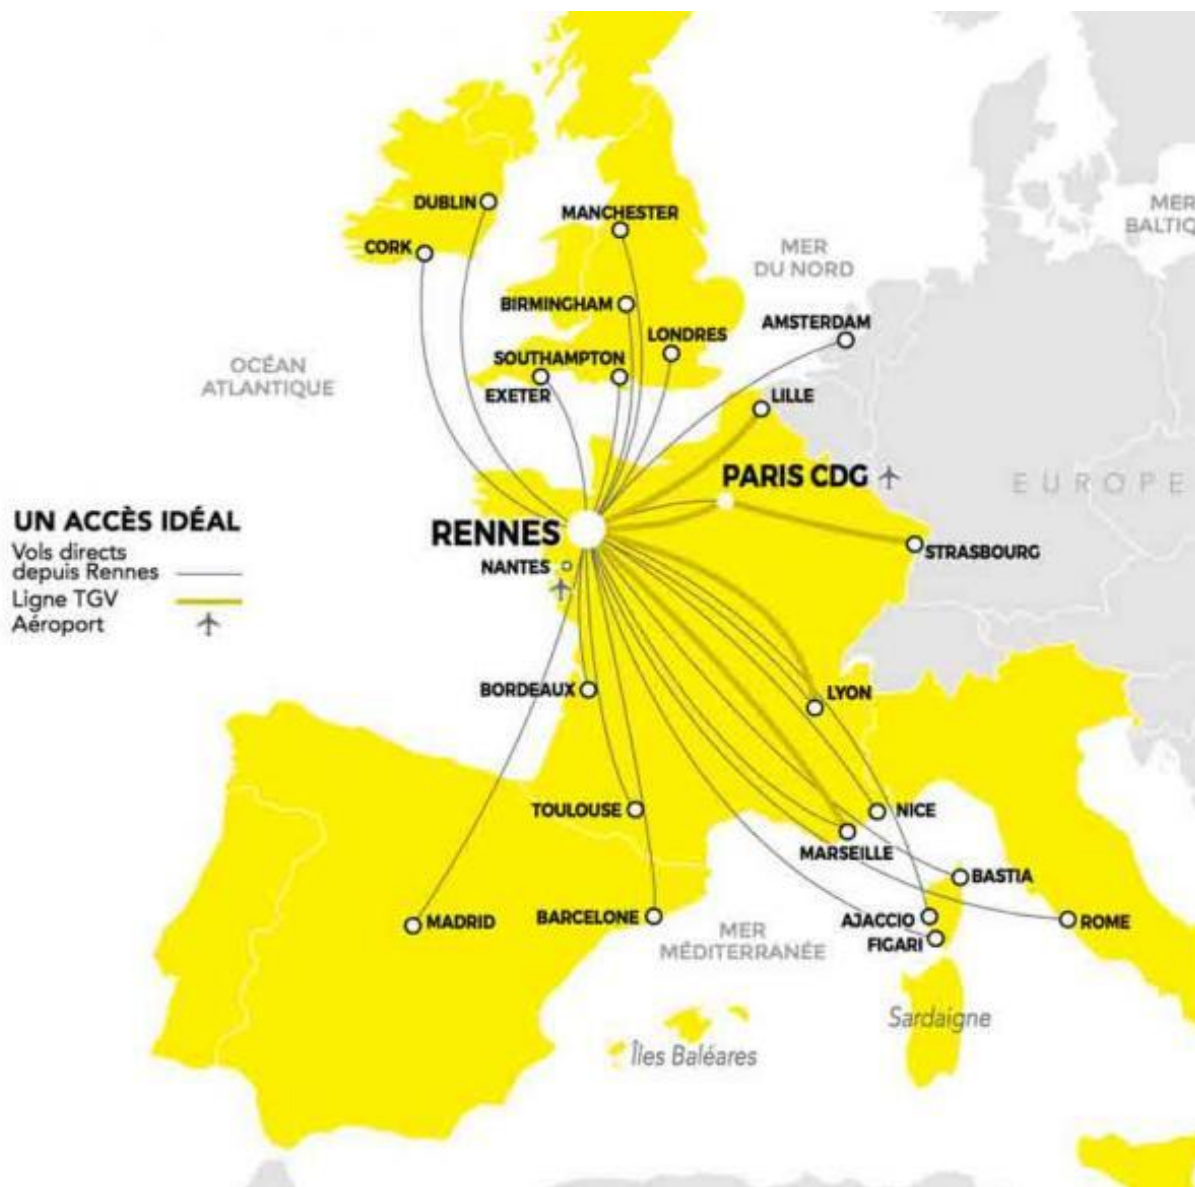 DUBLIN
MANCHESTER
CORK
MER
DU NORD
MER
BALTIQ
BIRMINGHAM
AMSTERDAM
LONDRES
OCÉAN
ATLANTIQUE
SOUTHAMPTON
EXETER
LILLE
PARIS CDG
EUROPE
UN ACCÈS IDÉAL
Vols directs
depuis Rennes
Ligne TGV
Aéroport
RENNES
STRASBOURG
NANTES
BORDEAUX
LYON
TOULOUSE
NICE
MARSEILLE
BASTIA
MADRID
BARCELONE
AJACCIO
ROME
FIGARI
MER
MÉDITERRANÉE
Sardaigne
Îles Baléares